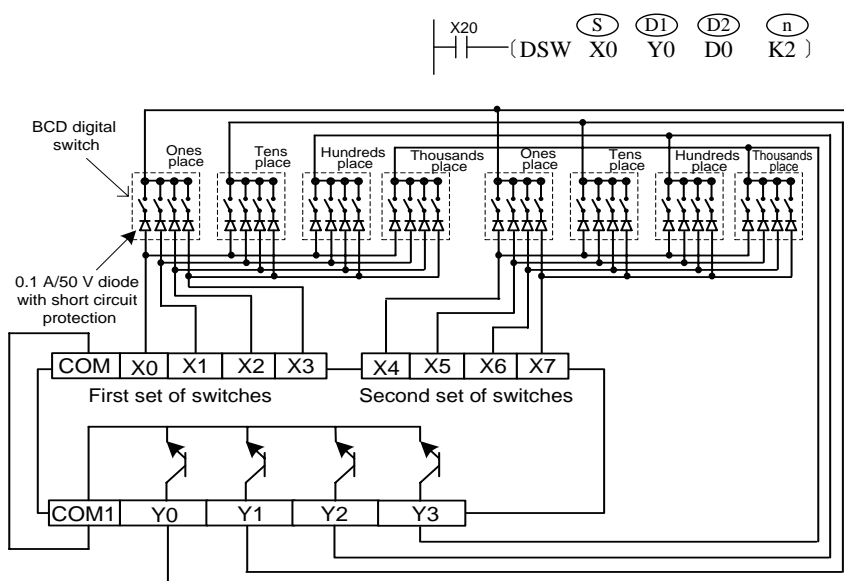 S D1 D2 n
X20
DSW X0 Y0 D0 K2
BCD digital
switch
Ones
place
Tens
place
Hundreds
place
Thousands
place
Ones
place
Tens
place
Hundreds
place
Thousands
place
0.1 A/50 V diode
with short circuit
protection
COM X0 X1 X2 X3 X4 X5 X6 X7
First set of switches Second set of switches
COM1 Y0 Y1 Y2 Y3